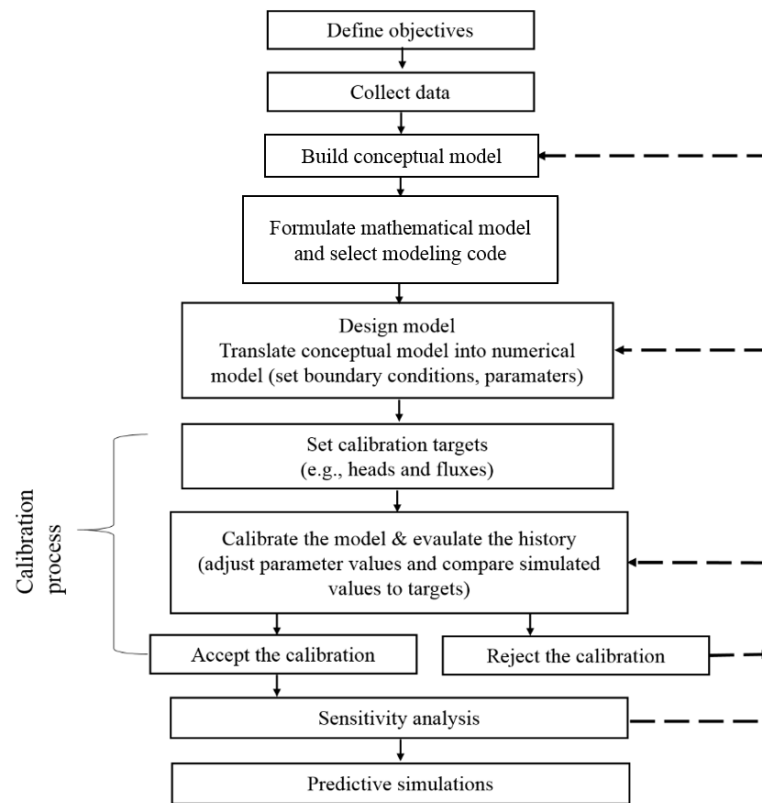 Define objectives
Collect data
Build conceptual model
Formulate mathematical model
and select modeling code
Design model
Translate conceptual model into numerical
model (set boundary conditions, paramaters)
Set calibration targets
(e.g., heads and fluxes)
Calibration
process
Calibrate the model & evaulate the history
(adjust parameter values and compare simulated
values to targets)
Accept the calibration
Reject the calibration
Sensitivity analysis
Predictive simulations